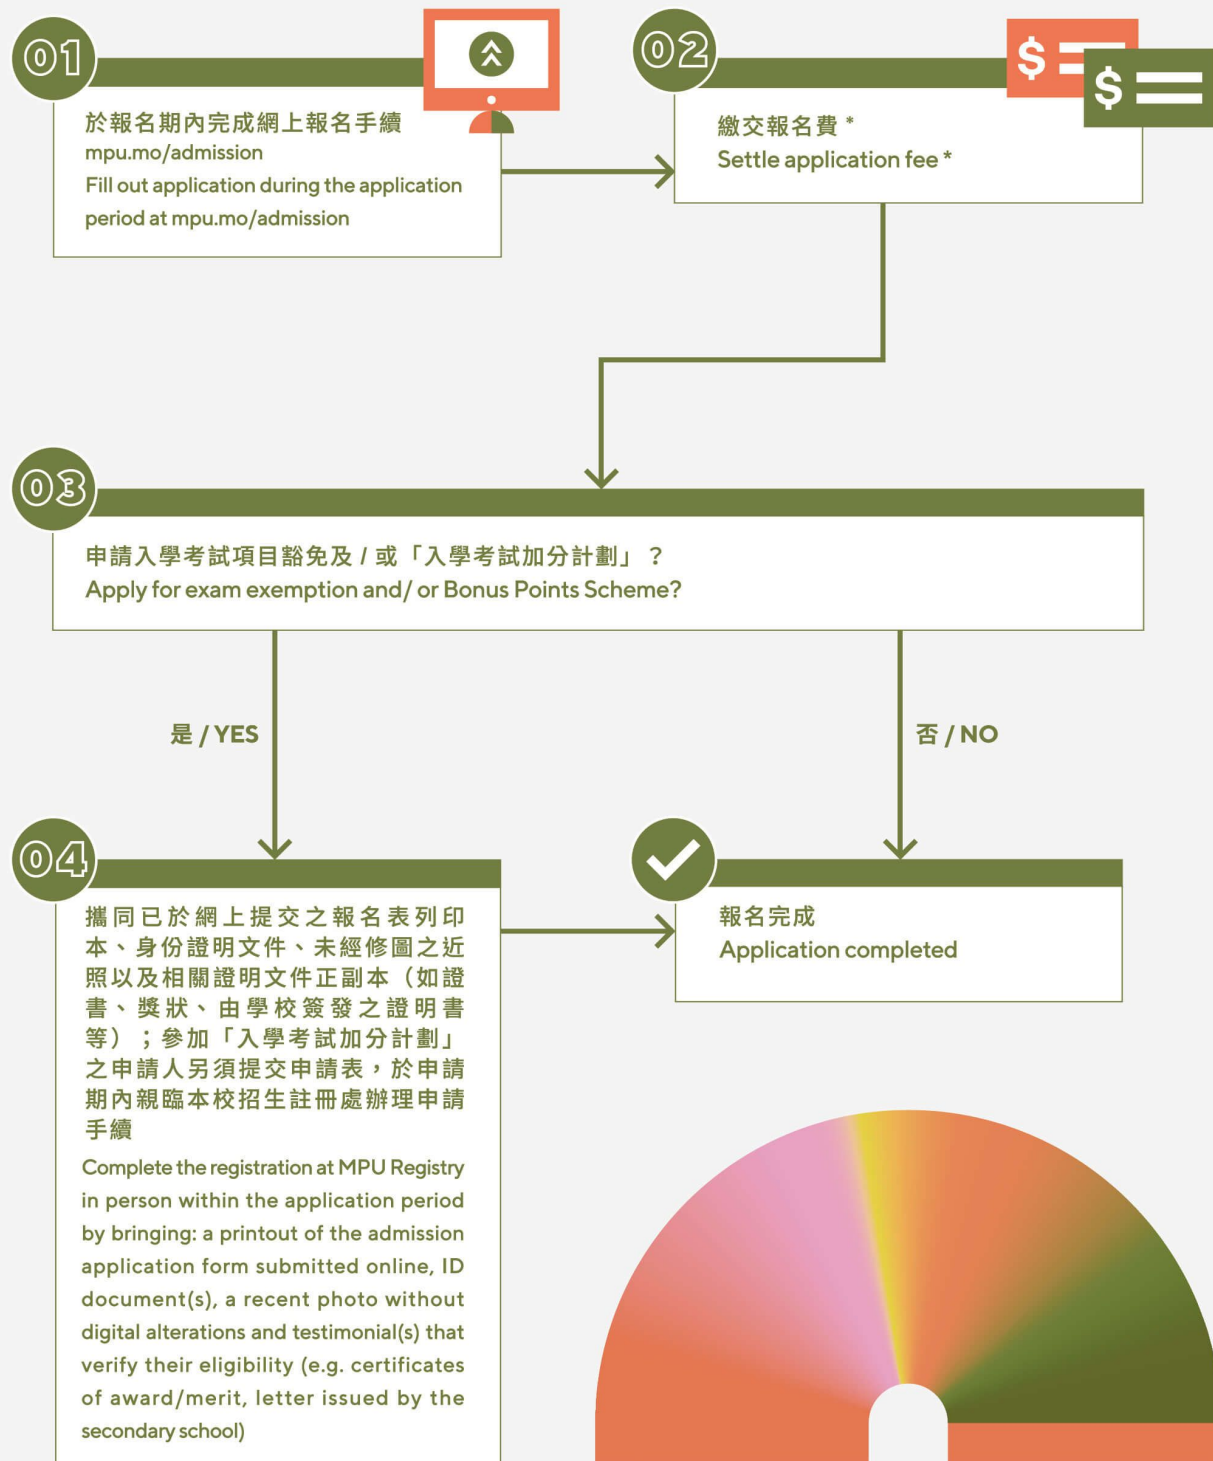 01
於報名期內完成網上報名手續
mpu.mo/admission
Fill out application during the application
period at mpu.mo/admission
02
$
$
繳交報名費 *
Settle application fee *
03
申請入學考試項目豁免及 / 或「入學考試加分計劃」？
Apply for exam exemption and/ or Bonus Points Scheme?
是 / YES
否 / NO
04
攜同已於網上提交之報名表列印
本、身份證明文件、未經修圖之近
照以及相關證明文件正副本（如證
書、獎狀、由學校簽發之證明書
等）；參加「入學考試加分計劃」
之申請人另須提交申請表，於申請
期內親臨本校招生註冊處辦理申請
手續
Complete the registration at MPU Registry
in person within the application period
by bringing: a printout of the admission
application form submitted online, ID
document(s), a recent photo without
digital alterations and testimonial(s) that
verify their eligibility (e.g. certificates
of award/merit, letter issued by the
secondary school)
報名完成
Application completed